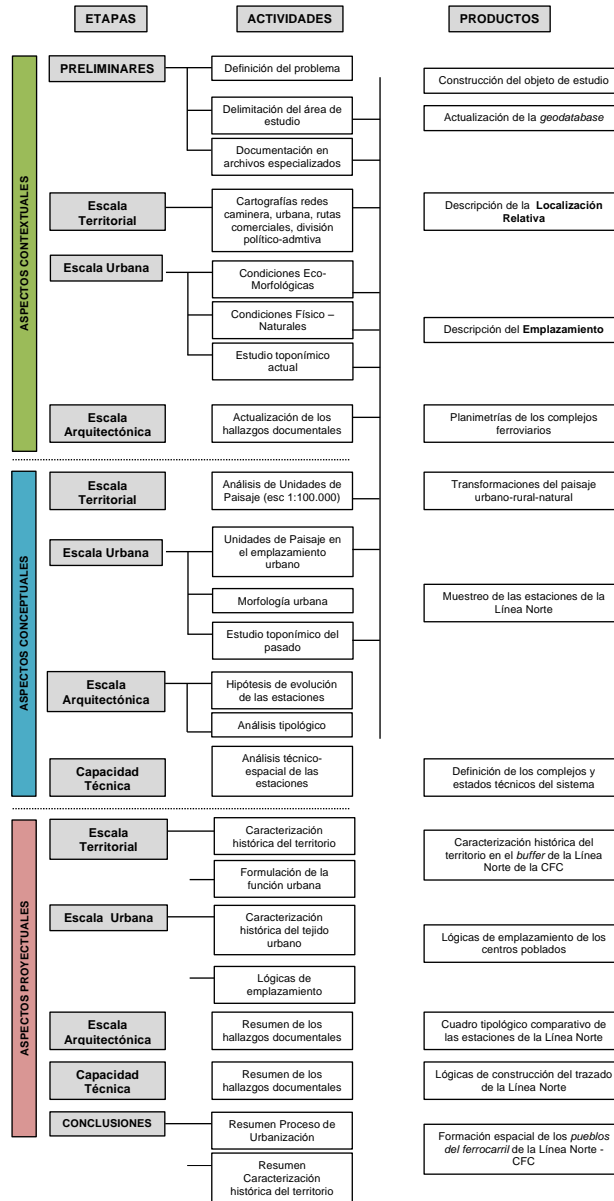 ETAPAS
ACTIVIDADES
PRODUCTOS
ASPECTOS CONTEXTUALES
PRELIMINARES
Definición del problema
Construcción del objeto de estudio
Delimitación del área de
estudio
Actualización de la geodatabase
Documentación en
archivos especializados
Escala
Territorial
Cartografías redes
caminera, urbana, rutas
comerciales, división
político-admtiva
Descripción de la Localización
Relativa
Escala Urbana
Condiciones Eco-
Morfológicas
Condiciones Físico –
Naturales
Descripción del Emplazamiento
Estudio toponímico
actual
Escala
Arquitectónica
Actualización de los
hallazgos documentales
Planimetrías de los complejos
ferroviarios
ASPECTOS CONCEPTUALES
Escala
Territorial
Análisis de Unidades de
Paisaje (esc 1:100.000)
Transformaciones del paisaje
urbano-rural-natural
Escala Urbana
Unidades de Paisaje en
el emplazamiento
urbano
Morfología urbana
Muestreo de las estaciones de la
Línea Norte
Estudio toponímico del
pasado
Escala
Arquitectónica
Hipótesis de evolución
de las estaciones
Análisis tipológico
Capacidad
Técnica
Análisis técnico-
espacial de las
estaciones
Definición de los complejos y
estados técnicos del sistema
ASPECTOS PROYECTUALES
Escala
Territorial
Caracterización
histórica del territorio
Caracterización histórica del
territorio en el buffer de la Línea
Norte de la CFC
Formulación de la
función urbana
Escala Urbana
Caracterización
histórica del tejido
urbano
Lógicas de emplazamiento de los
centros poblados
Lógicas de
emplazamiento
Escala
Arquitectónica
Resumen de los
hallazgos documentales
Cuadro tipológico comparativo de
las estaciones de la Línea Norte
Capacidad
Técnica
Resumen de los
hallazgos documentales
Lógicas de construcción del trazado
de la Línea Norte
CONCLUSIONES
Resumen Proceso de
Urbanización
Formación espacial de los pueblos
del ferrocarril de la Línea Norte -
CFC
Resumen
Caracterización
histórica del territorio